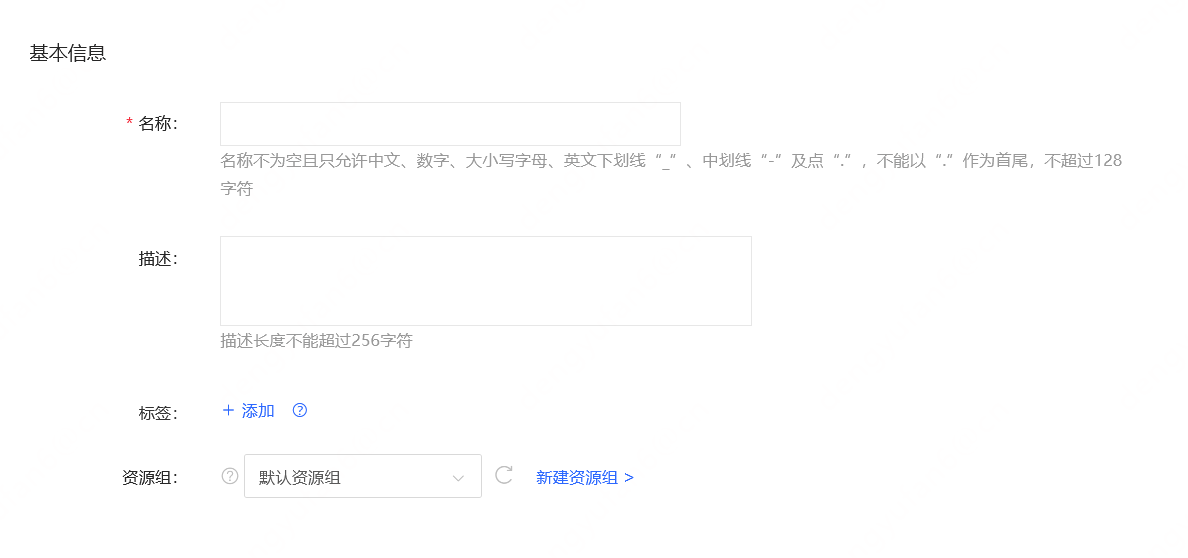 基本信息
* 名称：
名称不为空且只允许中文、数字、大小写字母、英文下划线“_”、中划线“-”及点“.”，不能以“.”作为首尾，不超过128
字符
描述：
描述长度不能超过256字符
标签：
+ 添加 ?
资源组：
? 默认资源组 新建资源组 >